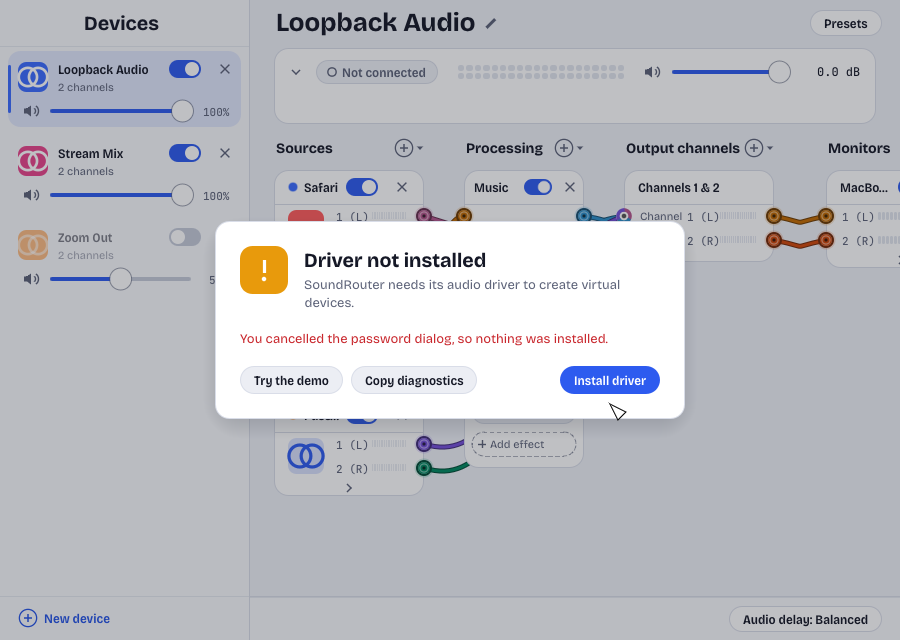 Devices
Loopback Audio
2 channels
100%
Stream Mix
2 channels
100%
Zoom Out
2 channels
New device
Loopback Audio
Presets
Not connected
0.0 dB
Sources
Processing
Output channels
Monitors
Safari
Music
Channels 1 & 2
MacBo...
1 (L)
Channel 1 (L)
2 (R)
1 (L)
2 (R)
!
Driver not installed
SoundRouter needs its audio driver to create virtual
devices.
You cancelled the password dialog, so nothing was installed.
Try the demo
Copy diagnostics
Install driver
1 (L)
2 (R)
Add effect
Audio delay: Balanced